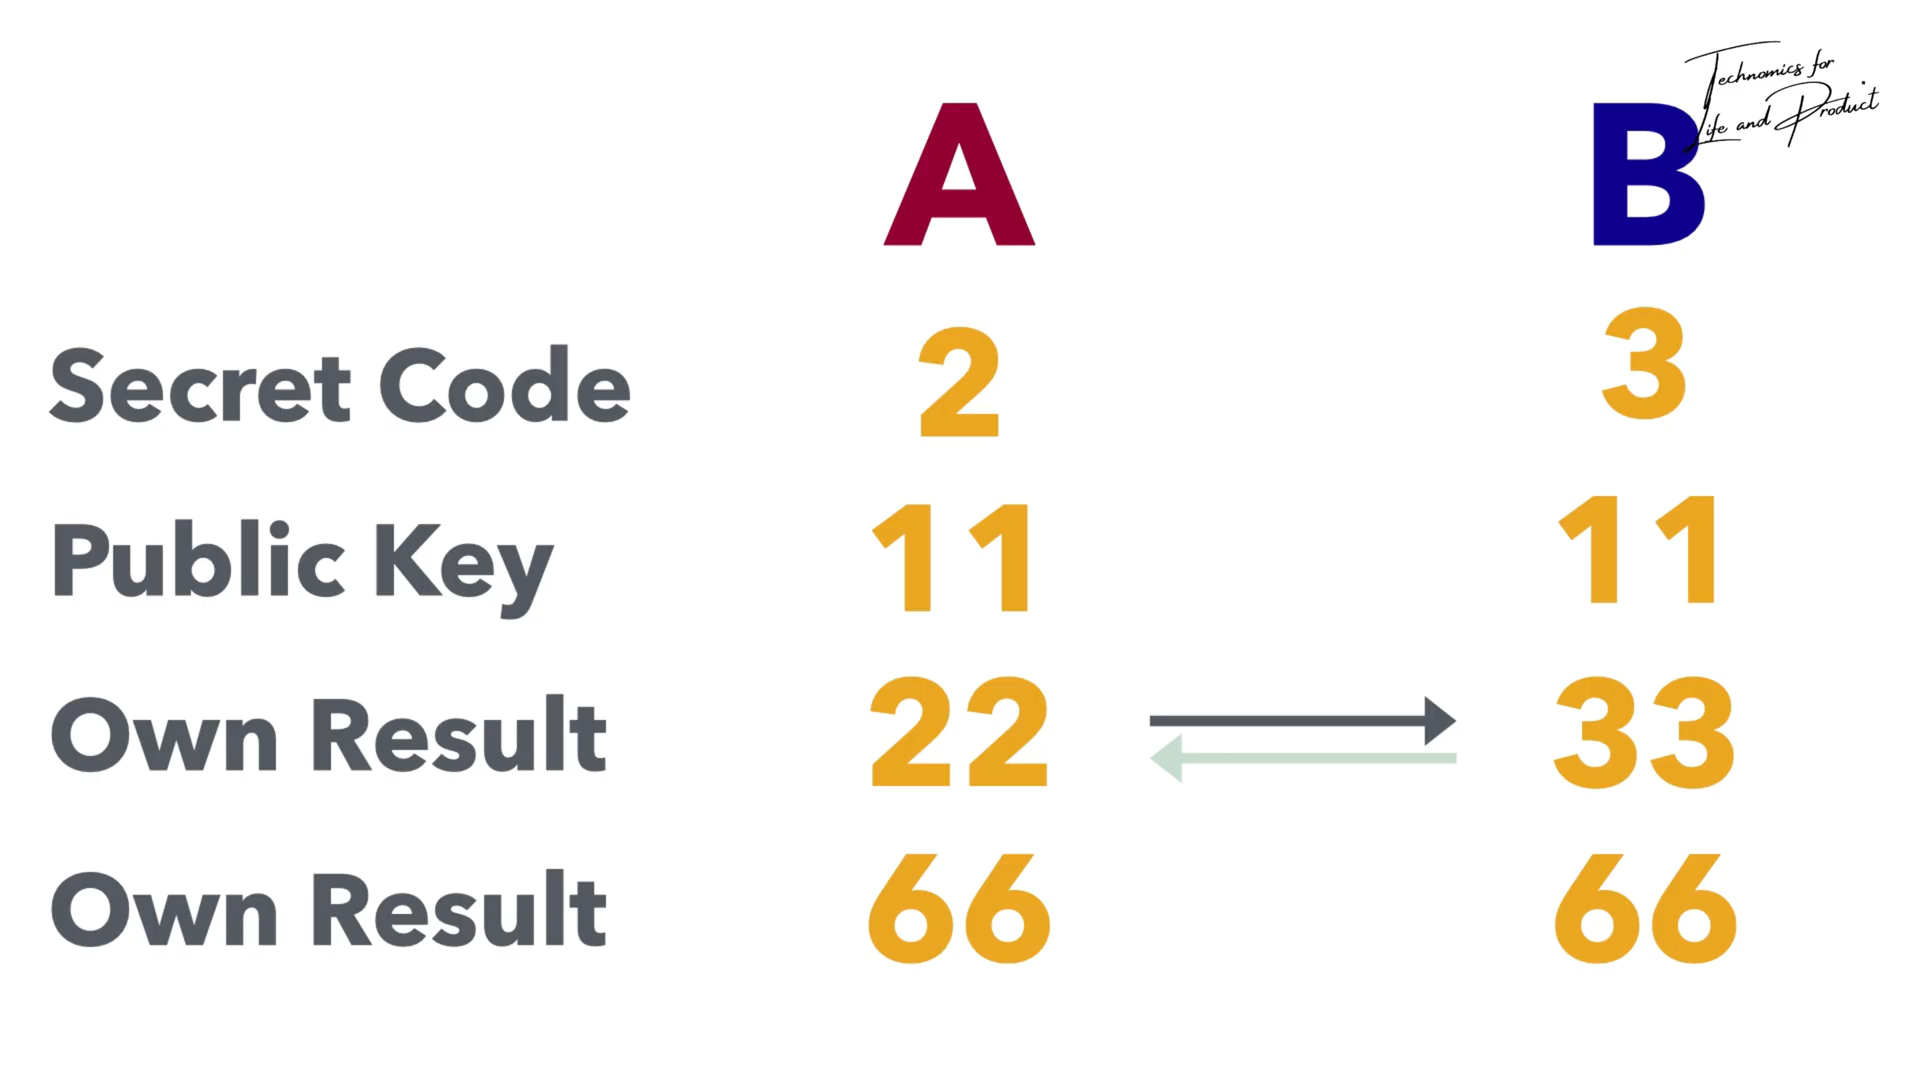 Technomics for
Life and Product
A B
Secret Code 2 3
Public Key 11 11
Own Result 22 33
Own Result 66 66